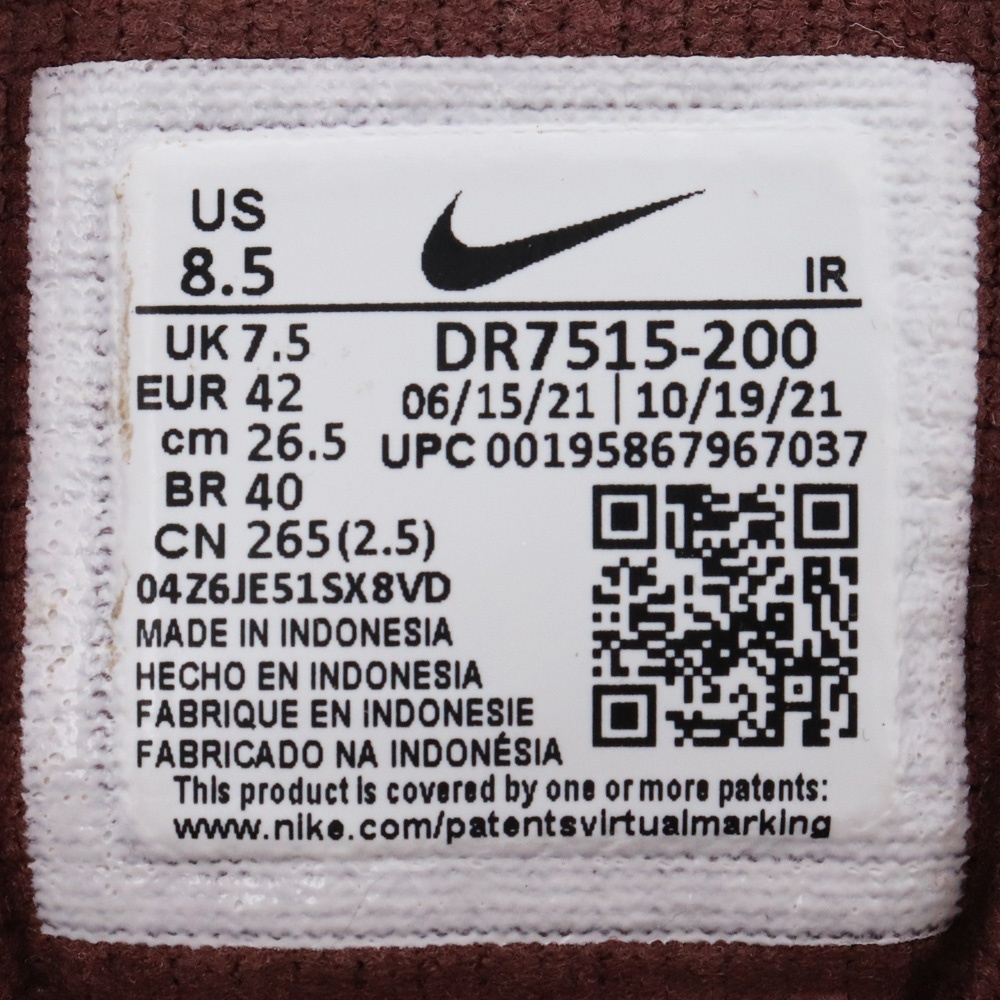 US
8.5
IR
UK 7.5
EUR 42
cm 26.5
BR 40
CN 265(2.5)
DR7515-200
06/15/21 | 10/19/21
UPC 00195867967037
04Z6JE51SX8VD
MADE IN INDONESIA
HECHO EN INDONESIA
FABRIQUE EN INDONESIE
FABRICADO NA INDONÉSIA
This product is covered by one or more patents:
www.nike.com/patentsvirtualmarking